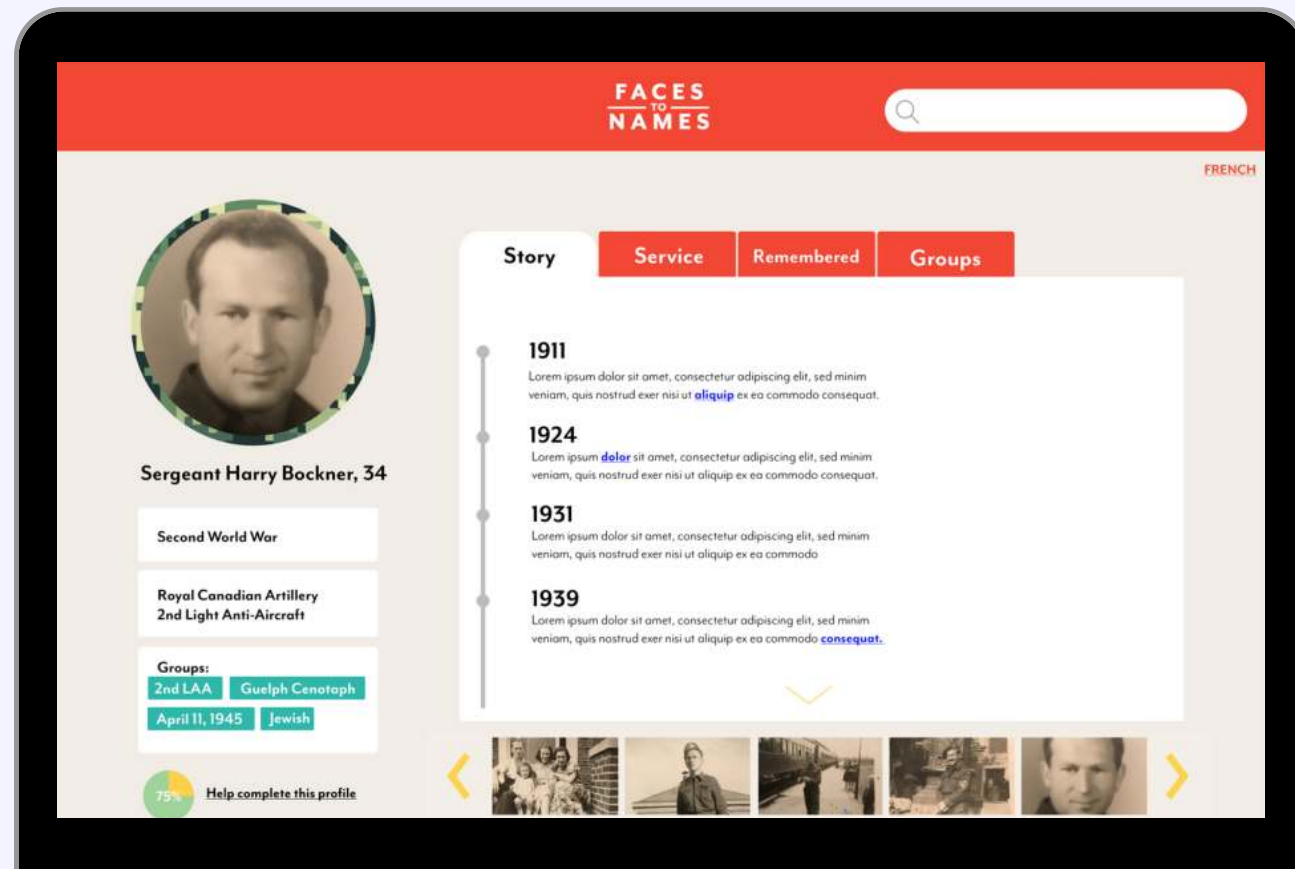 FACES
TO
NAMES
FRENCH
Sergeant Harry Bockner, 34
Second World War
Royal Canadian Artillery
2nd Light Anti-Aircraft
Groups:
2nd LAA
Guelph Cenotaph
April 11, 1945
Jewish
75%
Help complete this profile
Story
Service
Remembered
Groups
1911
Lorem ipsum dolor sit amet, consectetur adipiscing elit, sed minim
veniam, quis nostrud exer nisi ut aliquip ex ea commodo consequat.
1924
Lorem ipsum dolor sit amet, consectetur adipiscing elit, sed minim
veniam, quis nostrud exer nisi ut aliquip ex ea commodo consequat.
1931
Lorem ipsum dolor sit amet, consectetur adipiscing elit, sed minim
veniam, quis nostrud exer nisi ut aliquip ex ea commodo
1939
Lorem ipsum dolor sit amet, consectetur adipiscing elit, sed minim
veniam, quis nostrud exer nisi ut aliquip ex ea commodo consequat.